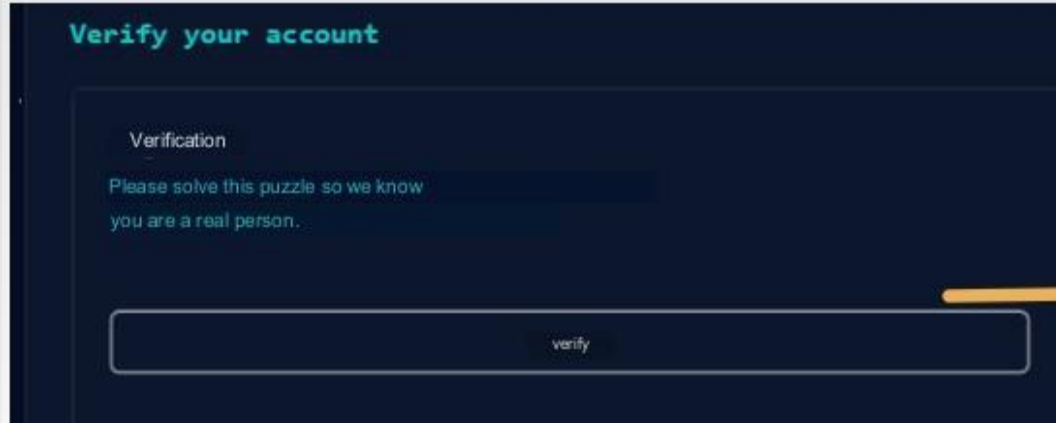 Verify your account
Verification
Please solve this puzzle so we know
you are a real person.
verify